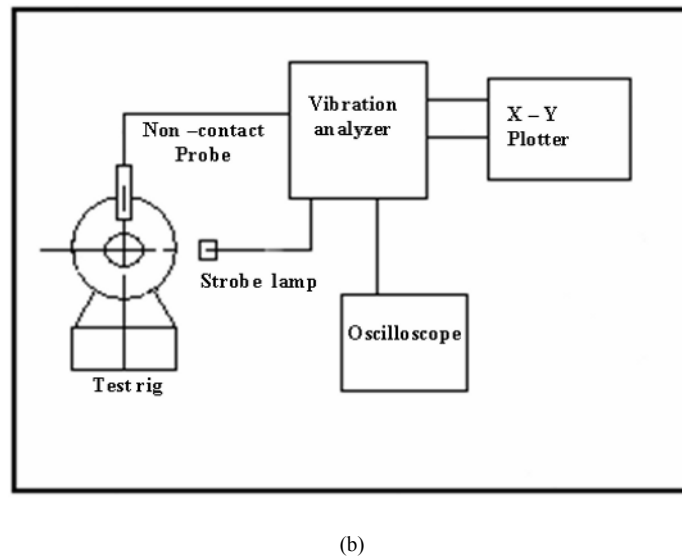 Vibration
analyzer
X – Y
Plotter
Non –contact
Probe
Strobe lamp
Oscilloscope
Test rig
(b)